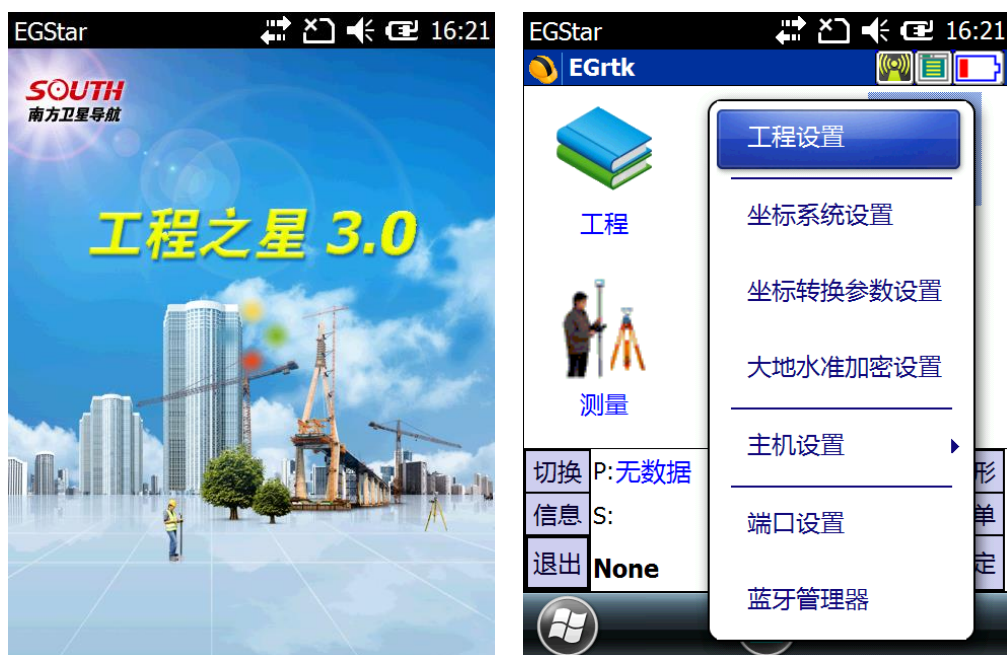 EGStar 16:21
SOUTH
南方卫星导航
工程之星 3.0
EGStar 16:21
EGrtk
工程设置
坐标系统设置
工程
坐标转换参数设置
大地水准加密设置
测量
主机设置
切换 P:无数据 形
信息 S: 单
端口设置
退出 None 定
蓝牙管理器